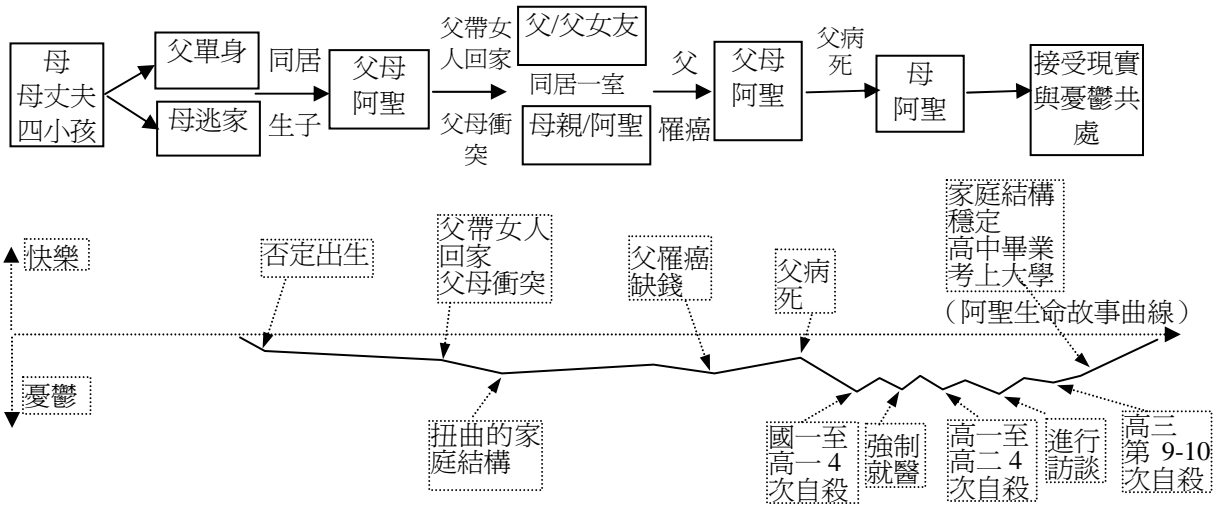 母
母丈夫
四小孩
父單身
母逃家
同居
生子
父母
阿聖
父帶女
人回家
父母衝
突
父/父女友
同居一室
母親/阿聖
父
罹癌
父母
阿聖
父病
死
母
阿聖
接受現實
與憂鬱共
處
快樂
憂鬱
否定出生
父帶女人
回家
父母衝突
扭曲的家
庭結構
父罹癌
缺錢
父病
死
國一至
高一 4
次自殺
強制
就醫
高一至
高二 4
次自殺
進行
訪談
高三
第 9-10
次自殺
家庭結構
穩定
高中畢業
考上大學
（阿聖生命故事曲線）